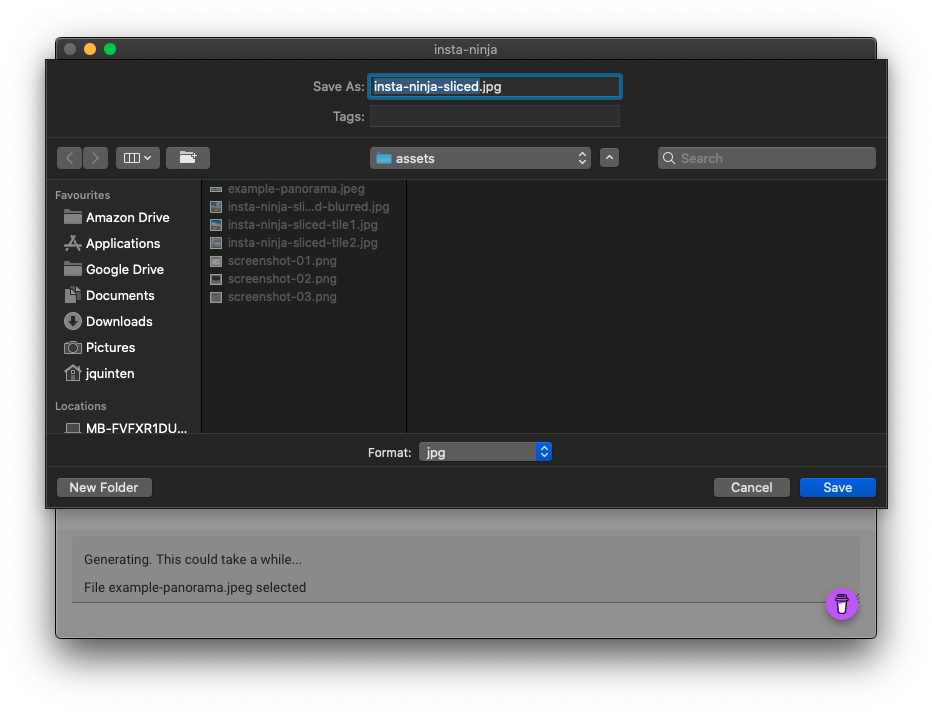 insta-ninja
Save As: insta-ninja-sliced.jpg
Tags:
assets
Search
Favourites
Amazon Drive
Applications
Google Drive
Documents
Downloads
Pictures
jquinten
Locations
MB-FVFXR1DU...
example-panorama.jpeg
insta-ninja-sli...d-blurred.jpg
insta-ninja-sliced-tile1.jpg
insta-ninja-sliced-tile2.jpg
screenshot-01.png
screenshot-02.png
screenshot-03.png
Format: jpg
New Folder
Cancel
Save
Generating. This could take a while...
File example-panorama.jpeg selected